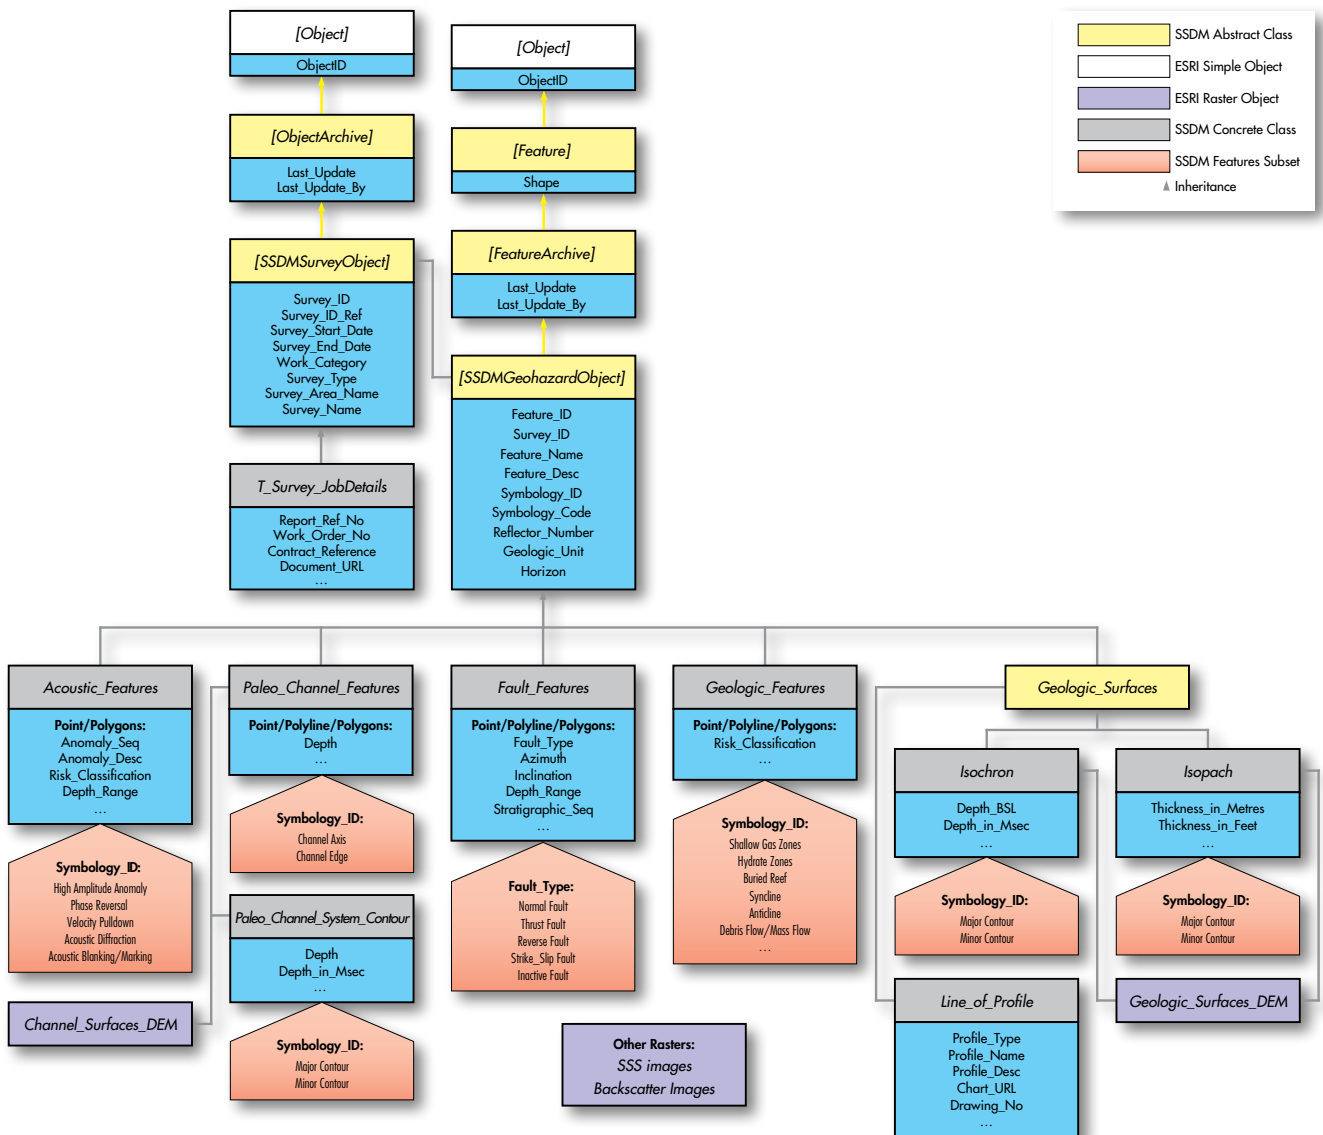 [Object]
ObjectID
[ObjectArchive]
Last_Update
Last_Update_By
[SSDMSurveyObject]
Survey_ID
Survey_ID_Ref
Survey_Start_Date
Survey_End_Date
Work_Category
Survey_Type
Survey_Area_Name
Survey_Name
T_Survey_JobDetails
Report_Ref_No
Work_Order_No
Contract_Reference
Document_URL
...
[Object]
ObjectID
[Feature]
Shape
[FeatureArchive]
Last_Update
Last_Update_By
[SSDMGeohazardObject]
Feature_ID
Survey_ID
Feature_Name
Feature_Desc
Symbology_ID
Symbology_Code
Reflector_Number
Geologic_Unit
Horizon
SSDM Abstract Class
ESRI Simple Object
ESRI Raster Object
SSDM Concrete Class
SSDM Features Subset
Inheritance
Acoustic_Features
Point/Polygons:
Anomaly_Seq
Anomaly_Desc
Risk_Classification
Depth_Range
...
Symbology_ID:
High Amplitude Anomaly
Phase Reversal
Velocity Pulldown
Acoustic Diffraction
Acoustic Blanking/Marking
Channel_Surfaces_DEM
Paleo_Channel_Features
Point/Polyline/Polygons:
Depth
...
Symbology_ID:
Channel Axis
Channel Edge
Paleo_Channel_System_Contour
Depth
Depth_in_Msec
...
Symbology_ID:
Major Contour
Minor Contour
Fault_Features
Point/Polyline/Polygons:
Fault_Type
Azimuth
Inclination
Depth_Range
Stratigraphic_Seq
...
Fault_Type:
Normal Fault
Thrust Fault
Reverse Fault
Strike_Slip Fault
Inactive Fault
Other Rasters:
SSS images
Backscatter Images
Geologic_Features
Point/Polyline/Polygons:
Risk_Classification
...
Symbology_ID:
Shallow Gas Zones
Hydrate Zones
Buried Reef
Syncline
Anticline
Debris Flow/Mass Flow
...
Geologic_Surfaces
Isochron
Depth_BSL
Depth_in_Msec
...
Symbology_ID:
Major Contour
Minor Contour
Isopach
Thickness_in_Metres
Thickness_in_Feet
...
Symbology_ID:
Major Contour
Minor Contour
Line_of_Profile
Profile_Type
Profile_Name
Profile_Desc
Chart_URL
Drawing_No
...
Geologic_Surfaces_DEM